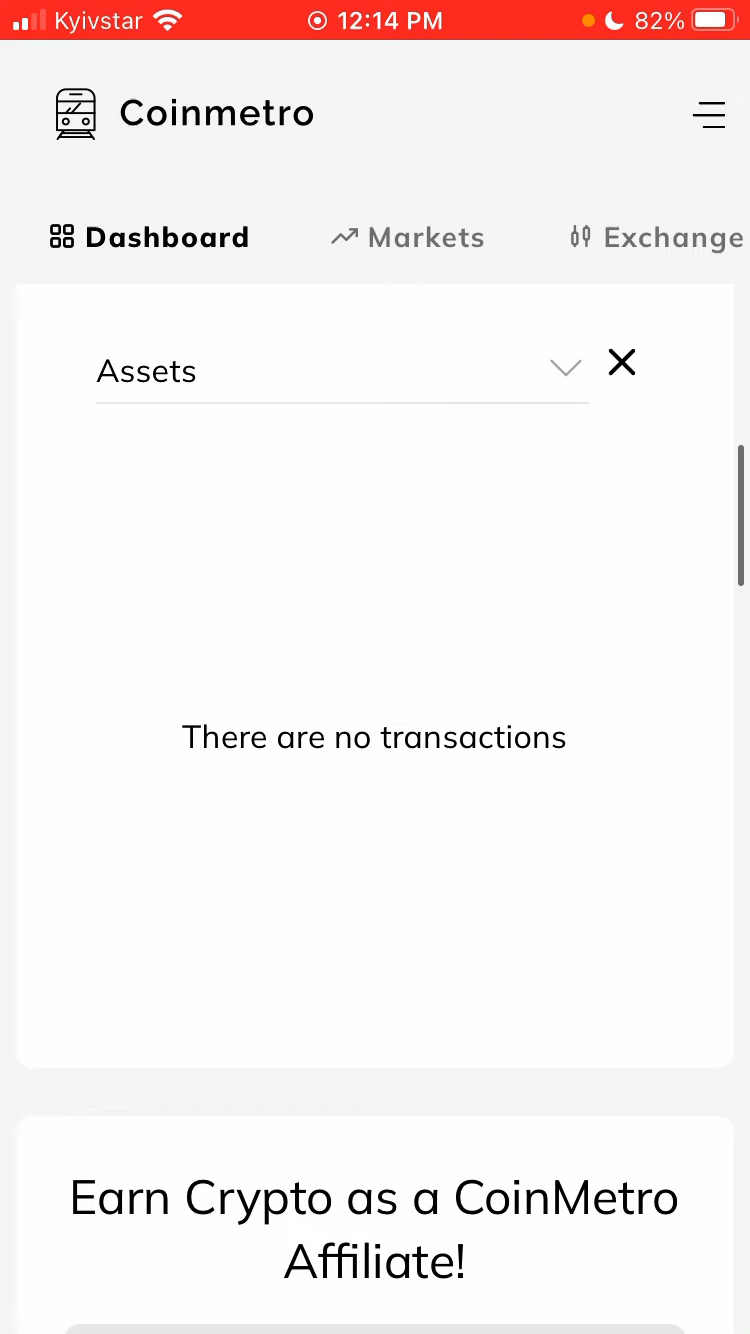 Kyivstar 12:14 PM 82%
Coinmetro
Dashboard Markets Exchange
Assets
There are no transactions
Earn Crypto as a CoinMetro
Affiliate!